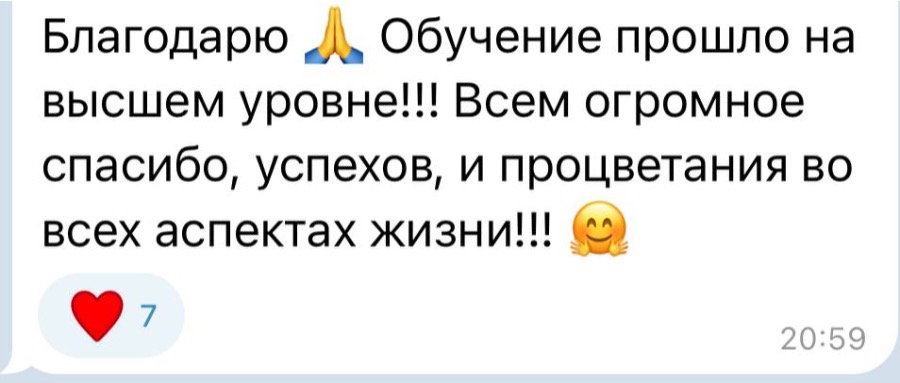 Благодарю 🙏 Обучение прошло на
высшем уровне!!! Всем огромное
спасибо, успехов, и процветания во
всех аспектах жизни!!! 🤗
❤️ 7
20:59